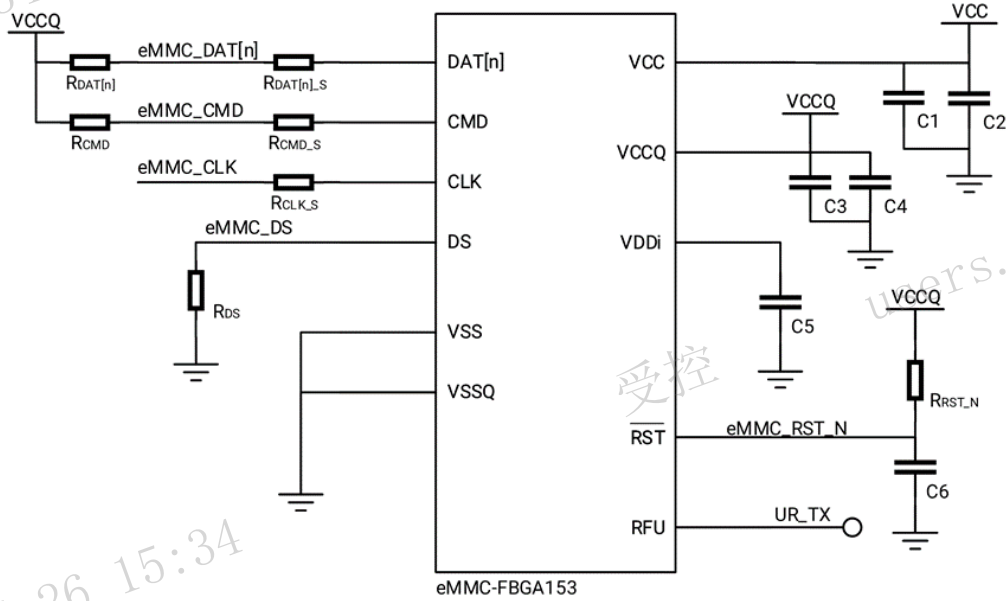 VCCQ
eMMC_DAT[n]
RDAT[n]
RDAT[n]_S
DAT[n]
eMMC_CMD
RCMD
RCMD_S
CMD
eMMC_CLK
RCLK_S
CLK
eMMC_DS
RDS
DS
VSS
VSSQ
VCC
VCC
C1
C2
VCCQ
VCCQ
C3
C4
VDDi
C5
users.
VCCQ
RRST_N
受控
RST
eMMC_RST_N
C6
RFU
UR_TX
26 15:34
eMMC-FBGA153